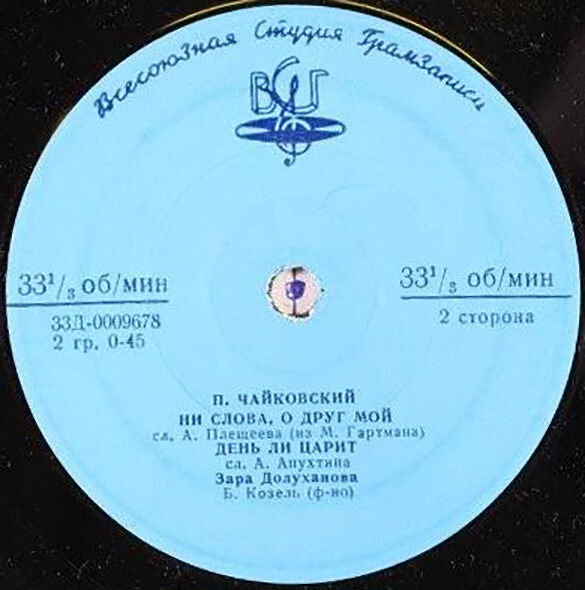 Всесоюзная Студия Грамзаписи
ВСГ
33¹/₃ об/мин
33¹/₃ об/мин
33Д-0009678
2 сторона
2 гр. 0-45
П. ЧАЙКОВСКИЙ
НИ СЛОВА, О ДРУГ МОЙ
сл. А. Плещеева (из М. Гартмана)
ДЕНЬ ЛИ ЦАРИТ
сл. А. Апухтина
Зара Долуханова
Б. Козель (ф-но)